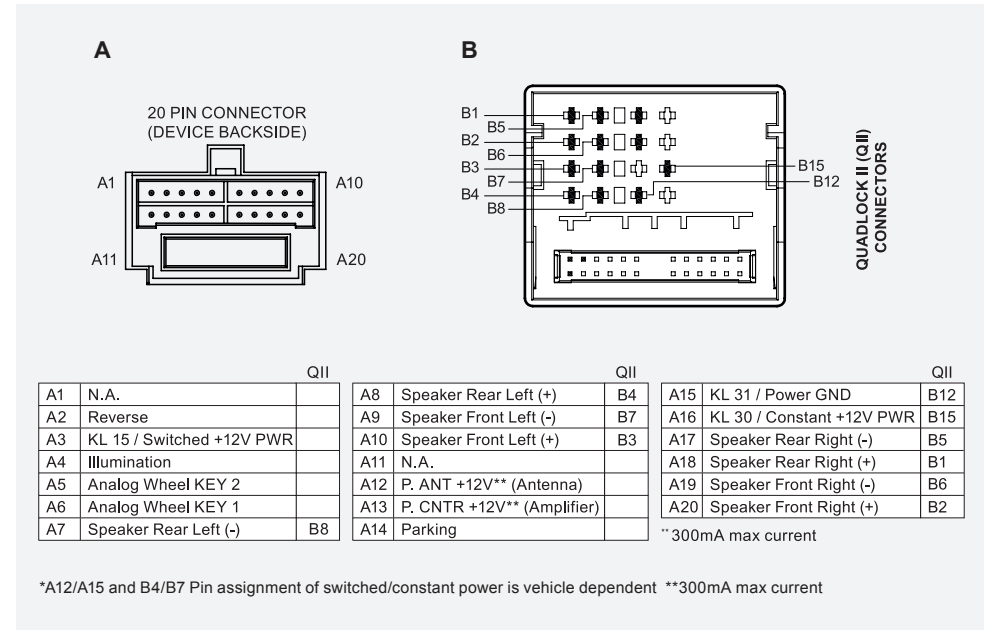 A
B
20 PIN CONNECTOR
(DEVICE BACKSIDE)
A1
A10
A11
A20
B1
B5
B2
B6
B3
B7
B4
B8
B15
B12
QUADLOCK II (QII)
CONNECTORS
QII
A1 N.A.
A2 Reverse
A3 KL 15 / Switched +12V PWR
A4 Illumination
A5 Analog Wheel KEY 2
A6 Analog Wheel KEY 1
A7 Speaker Rear Left (-) B8
QII
A8 Speaker Rear Left (+) B4
A9 Speaker Front Left (-) B7
A10 Speaker Front Left (+) B3
A11 N.A.
A12 P. ANT +12V** (Antenna)
A13 P. CNTR +12V** (Amplifier)
A14 Parking
QII
A15 KL 31 / Power GND B12
A16 KL 30 / Constant +12V PWR B15
A17 Speaker Rear Right (-) B5
A18 Speaker Rear Right (+) B1
A19 Speaker Front Right (-) B6
A20 Speaker Front Right (+) B2
**300mA max current
*A12/A15 and B4/B7 Pin assignment of switched/constant power is vehicle dependent **300mA max current